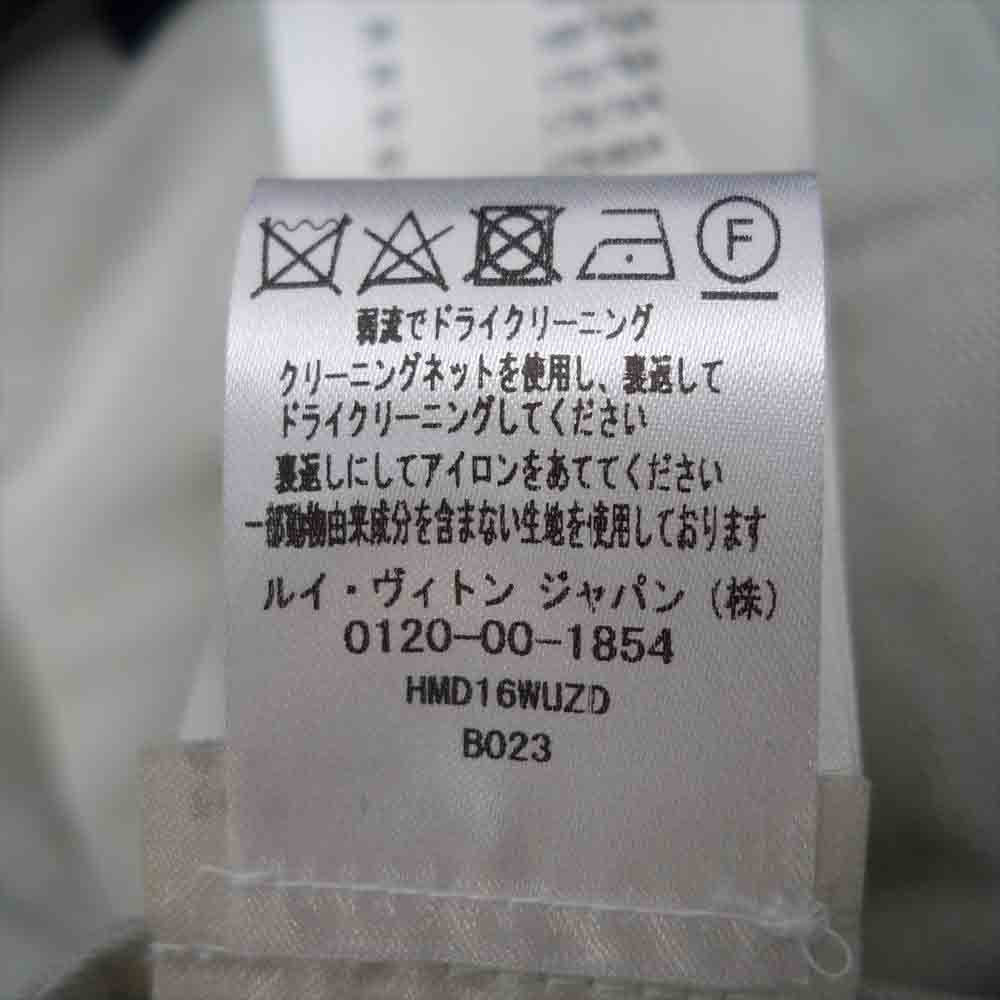 F
弱流でドライクリーニング
クリーニングネットを使用し、裏返して
ドライクリーニングしてください
裏返しにしてアイロンをあててください
一部動物由来成分を含まない生地を使用しております
ルイ・ヴィトン ジャパン (株)
0120-00-1854
HMD16WUZD
B023